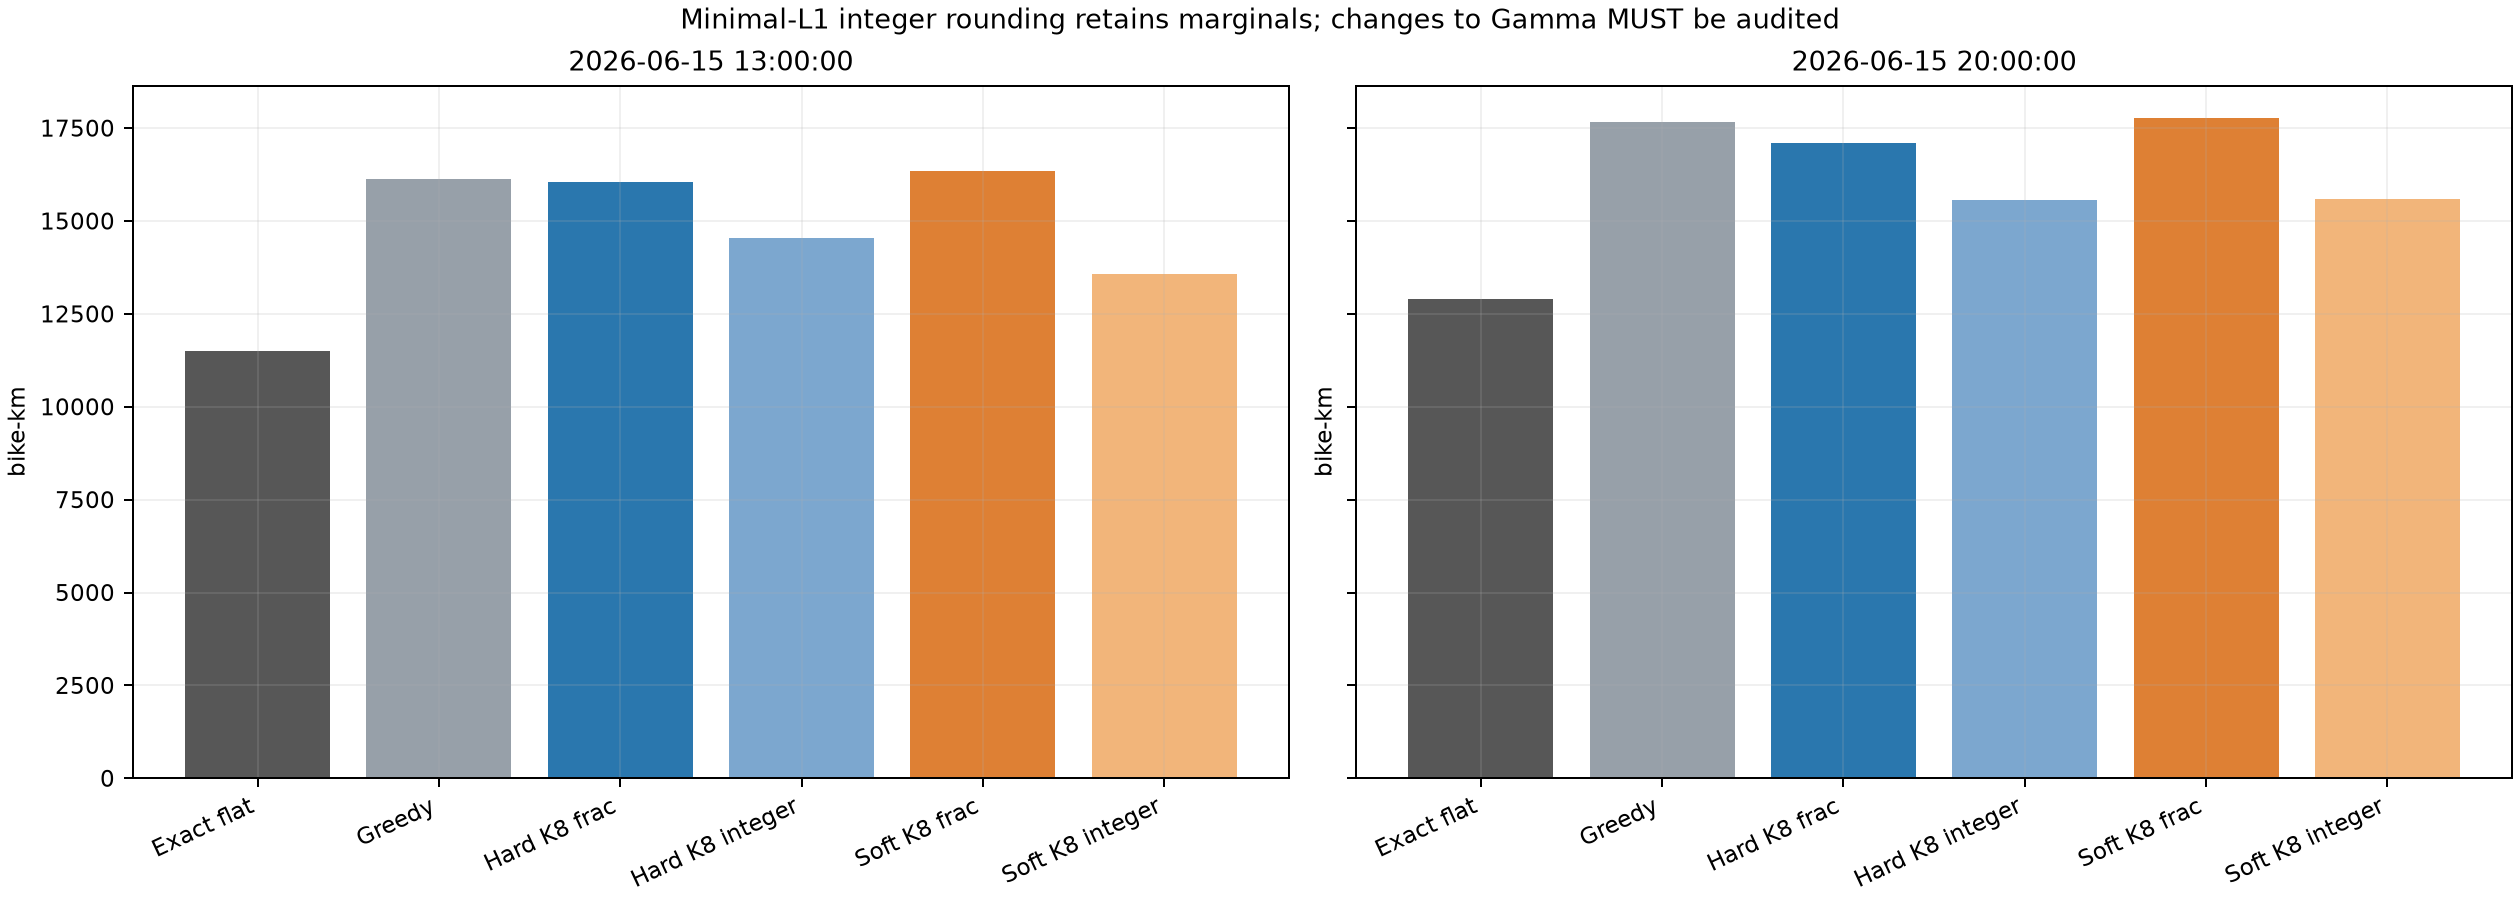 Minimal-L1 integer rounding retains marginals; changes to Gamma MUST be audited
2026-06-15 13:00:00
bike-km
17500
15000
12500
10000
7500
5000
2500
0
Exact flat
Greedy
Hard K8 frac
Hard K8 integer
Soft K8 frac
Soft K8 integer
2026-06-15 20:00:00
bike-km
Exact flat
Greedy
Hard K8 frac
Hard K8 integer
Soft K8 frac
Soft K8 integer